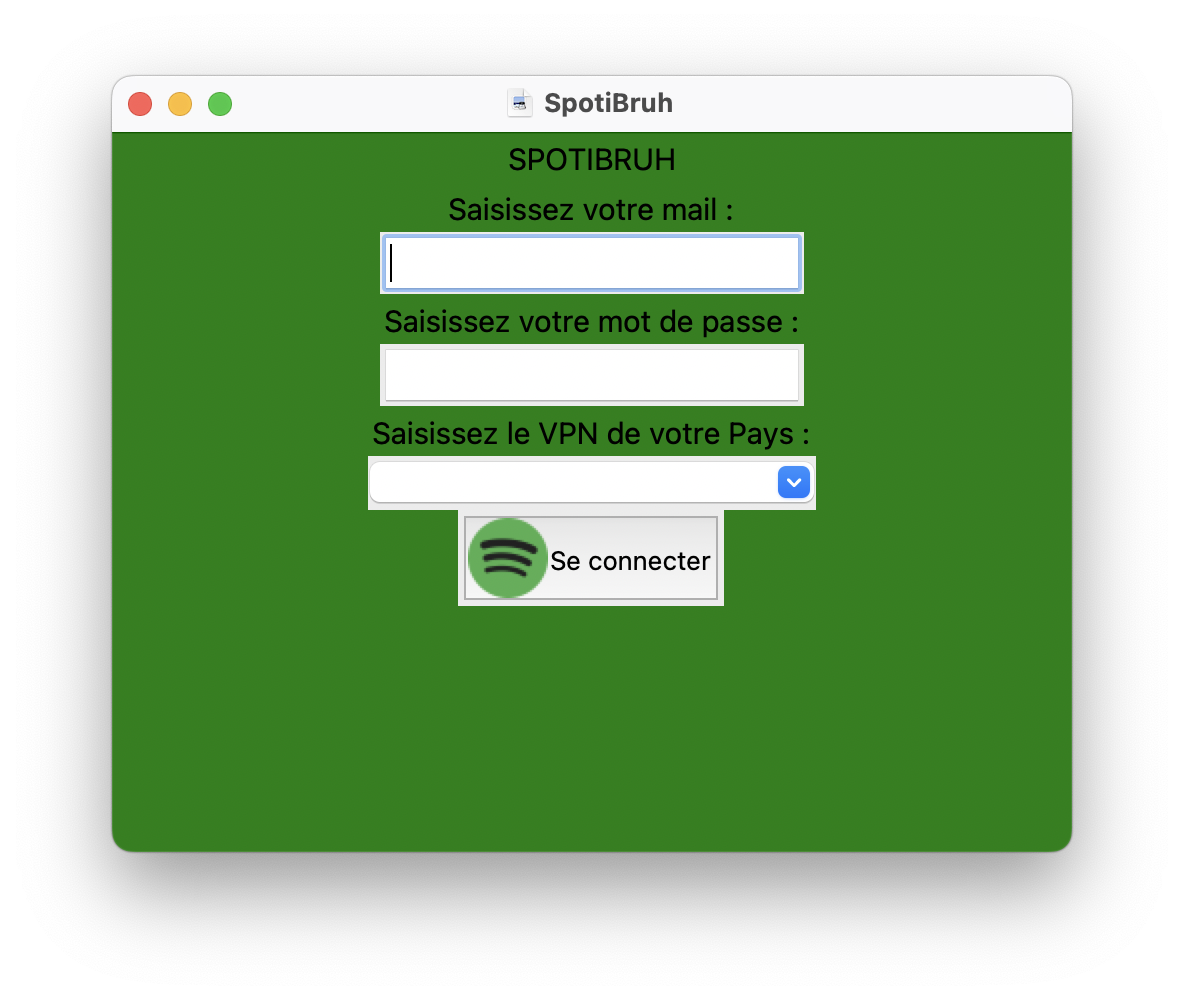 SpotiBruh
SPOTIBRUH
Saisissez votre mail :
Saisissez votre mot de passe :
Saisissez le VPN de votre Pays :
Se connecter